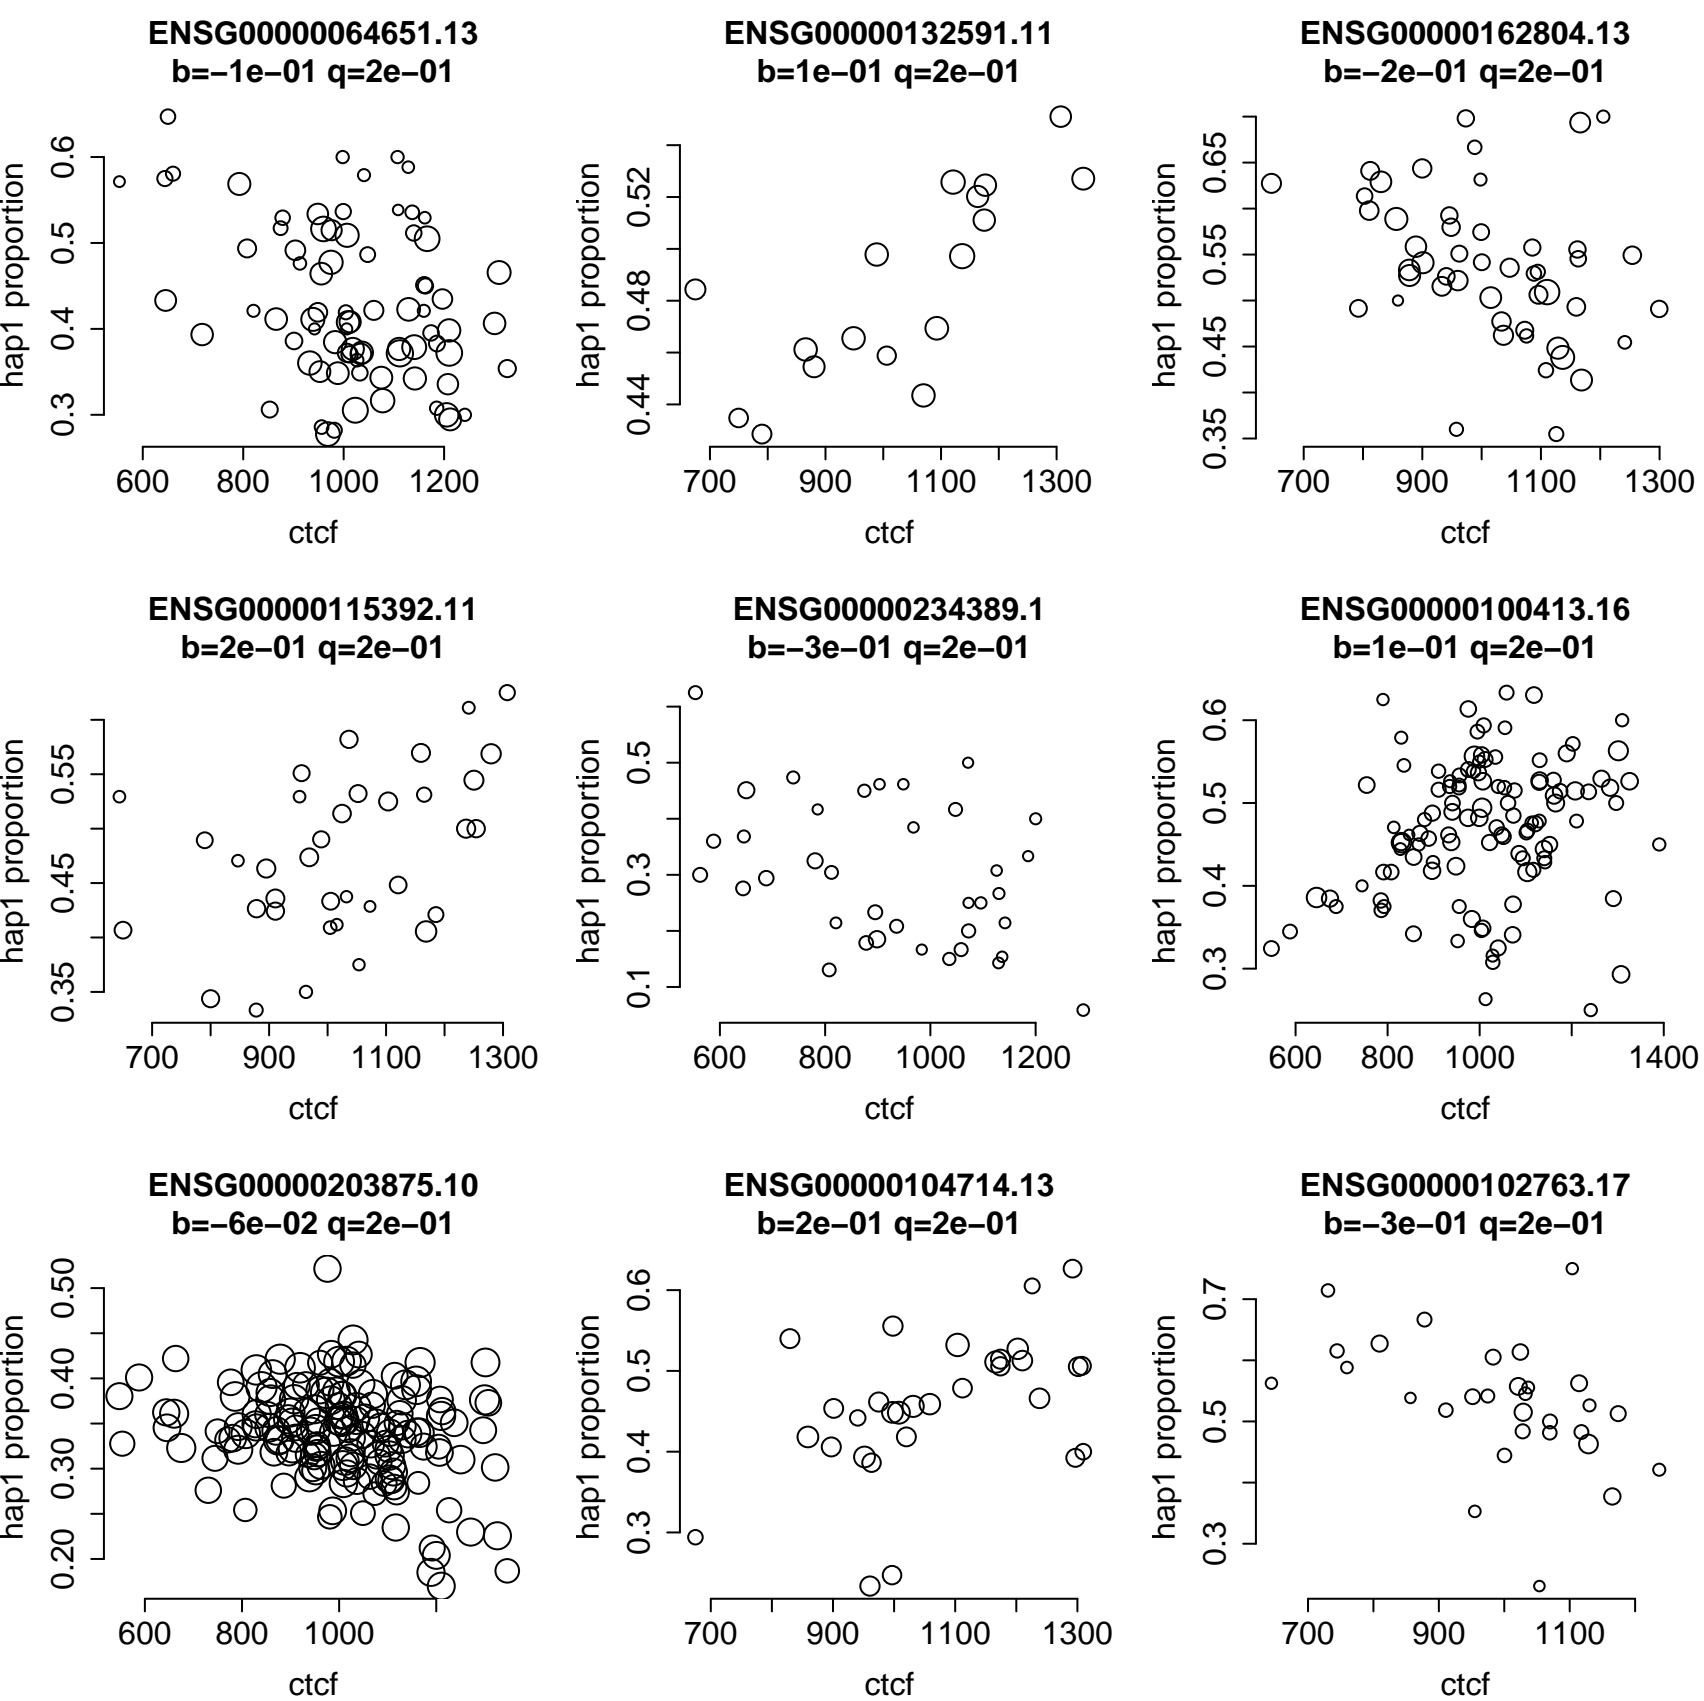 ENSG00000064651.13
b=−1e−01 q=2e−01
hap1 proportion
0.6
0.5
0.4
0.3
600 800 1000 1200
ctcf
ENSG00000132591.11
b=1e−01 q=2e−01
hap1 proportion
0.52
0.48
0.44
700 900 1100 1300
ctcf
ENSG00000162804.13
b=−2e−01 q=2e−01
hap1 proportion
0.65
0.55
0.45
0.35
700 900 1100 1300
ctcf
ENSG00000115392.11
b=2e−01 q=2e−01
hap1 proportion
0.55
0.45
0.35
700 900 1100 1300
ctcf
ENSG00000234389.1
b=−3e−01 q=2e−01
hap1 proportion
0.5
0.3
0.1
600 800 1000 1200
ctcf
ENSG00000100413.16
b=1e−01 q=2e−01
hap1 proportion
0.6
0.5
0.4
0.3
600 800 1000 1400
ctcf
ENSG00000203875.10
b=−6e−02 q=2e−01
hap1 proportion
0.50
0.40
0.30
0.20
600 800 1000
ctcf
ENSG00000104714.13
b=2e−01 q=2e−01
hap1 proportion
0.6
0.5
0.4
0.3
700 900 1100 1300
ctcf
ENSG00000102763.17
b=−3e−01 q=2e−01
hap1 proportion
0.7
0.5
0.3
700 900 1100
ctcf